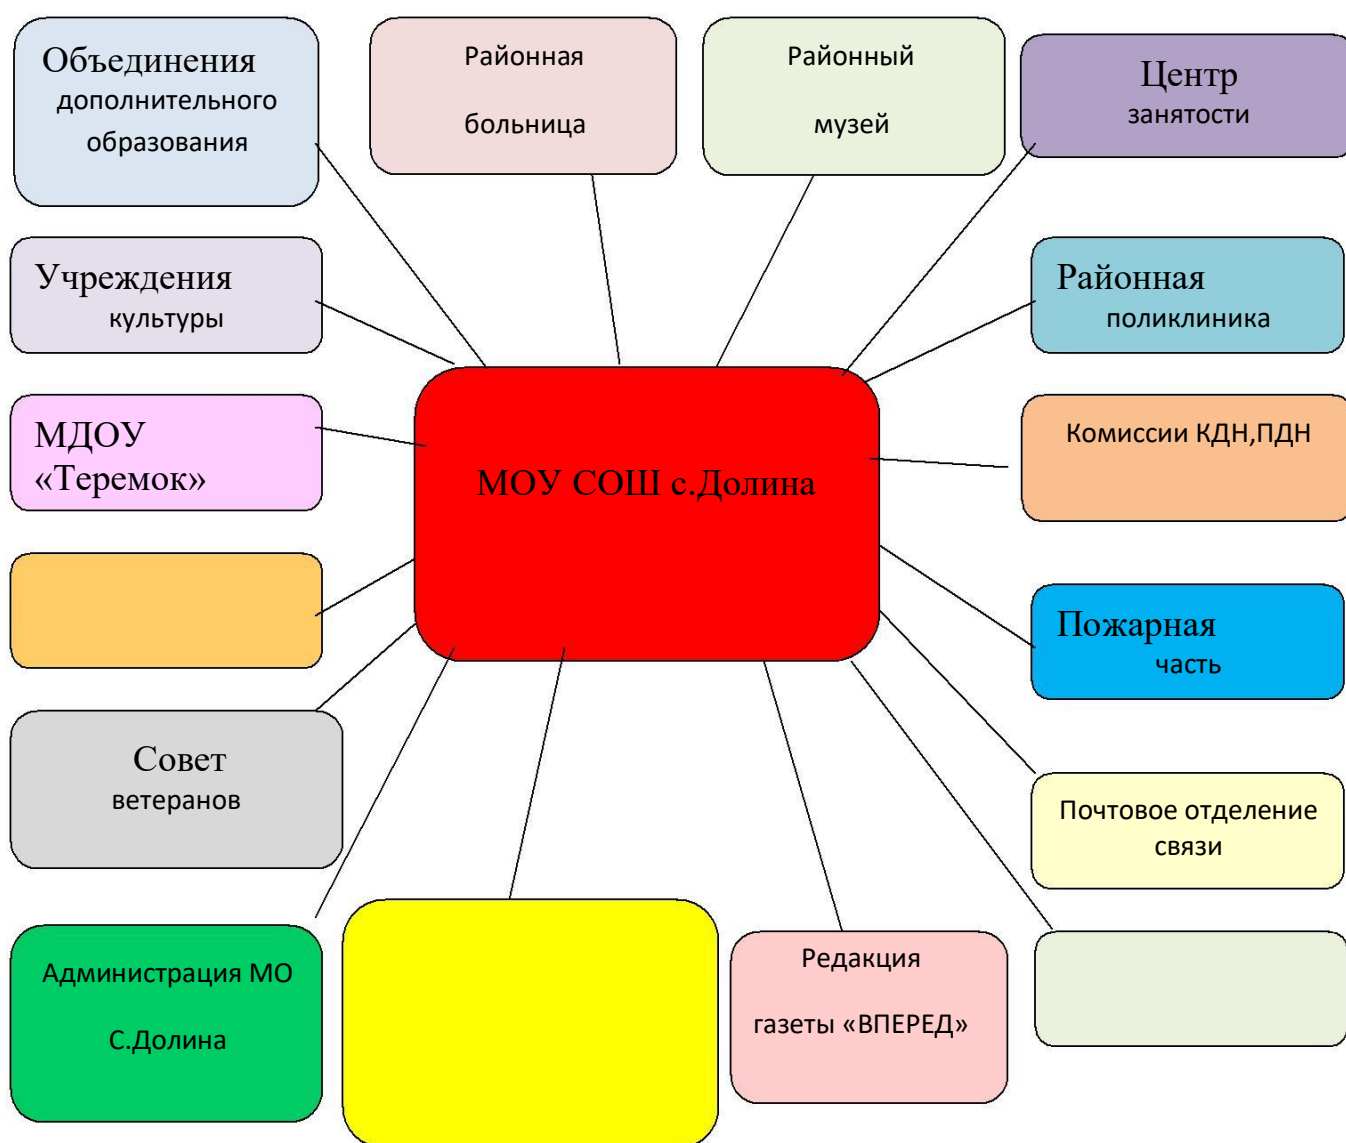 Объединения
дополнительного
образования
Районная
больница
Районный
музей
Центр
занятости
Учреждения
культуры
Районная
поликлиника
МДОУ
«Теремок»
МОУ СОШ с.Долина
Комиссии КДН,ПДН
Пожарная
часть
Совет
ветеранов
Почтовое отделение
связи
Администрация МО
С.Долина
Редакция
газеты «ВПЕРЕД»